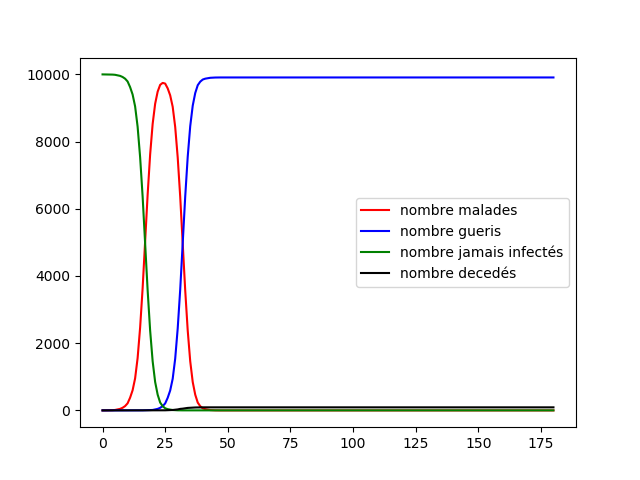 10000
8000
6000
4000
2000
0
0 25 50 75 100 125 150 175
nombre malades
nombre gueris
nombre jamais infectés
nombre decedés